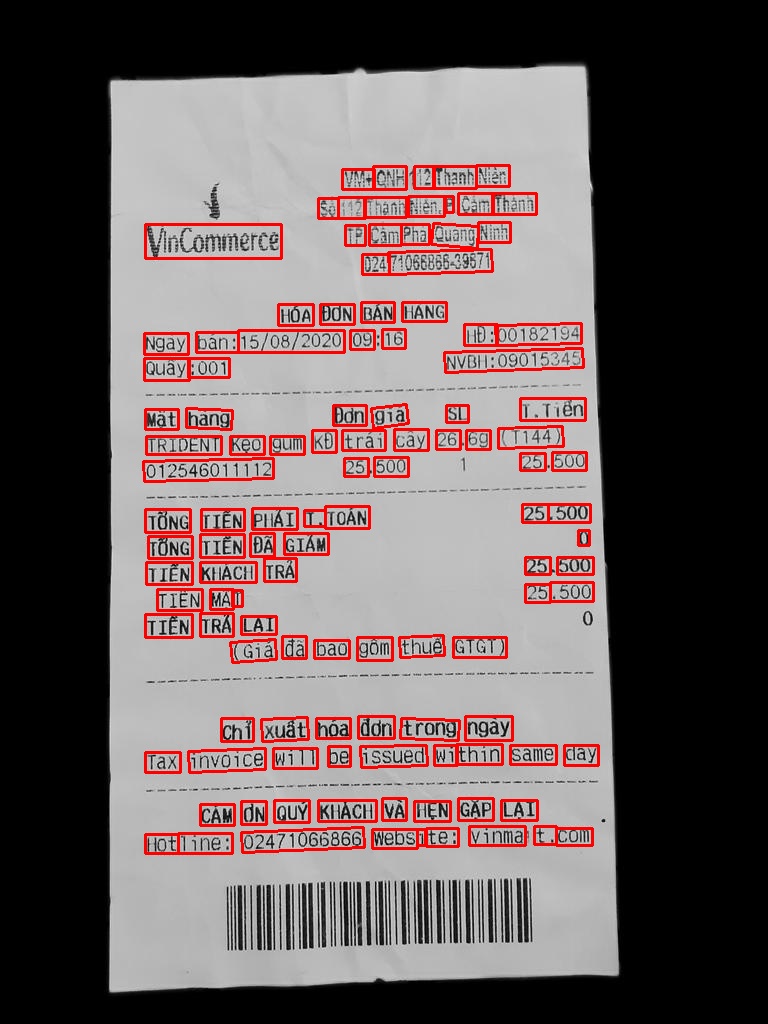 VinCommerce
VM+ QNH 112 Thanh Niên
Số 112 Thanh Niên, P Cẩm Thành
TP Cẩm Phả Quảng Ninh
02471066866-39671
HÓA ĐƠN BÁN HÀNG
Ngày bán:15/08/2020 09:16 HĐ:00182194
Quầy:001 NVBH:09015345
Mặt hàng Đơn giá SL T.Tiền
TRIDENT Kẹo gum KĐ trái cây 26.6g (T144)
012546011112 25.500 1 25.500
TỔNG TIỀN PHẢI T.TOÁN 25.500
TỔNG TIỀN ĐÃ GIẢM 0
TIỀN KHÁCH TRẢ 25.500
TIỀN MẶT 25.500
TIỀN TRẢ LẠI 0
(Giá đã bao gồm thuế GTGT)
Chỉ xuất hóa đơn trong ngày
Tax invoice will be issued within same day
CẢM ƠN QUÝ KHÁCH VÀ HẸN GẶP LẠI
Hotline: 02471066866 Website: vinmart.com